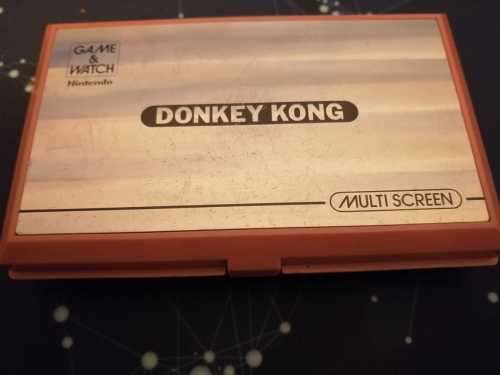 GAME
&
WATCH
Nintendo
DONKEY KONG
MULTI SCREEN